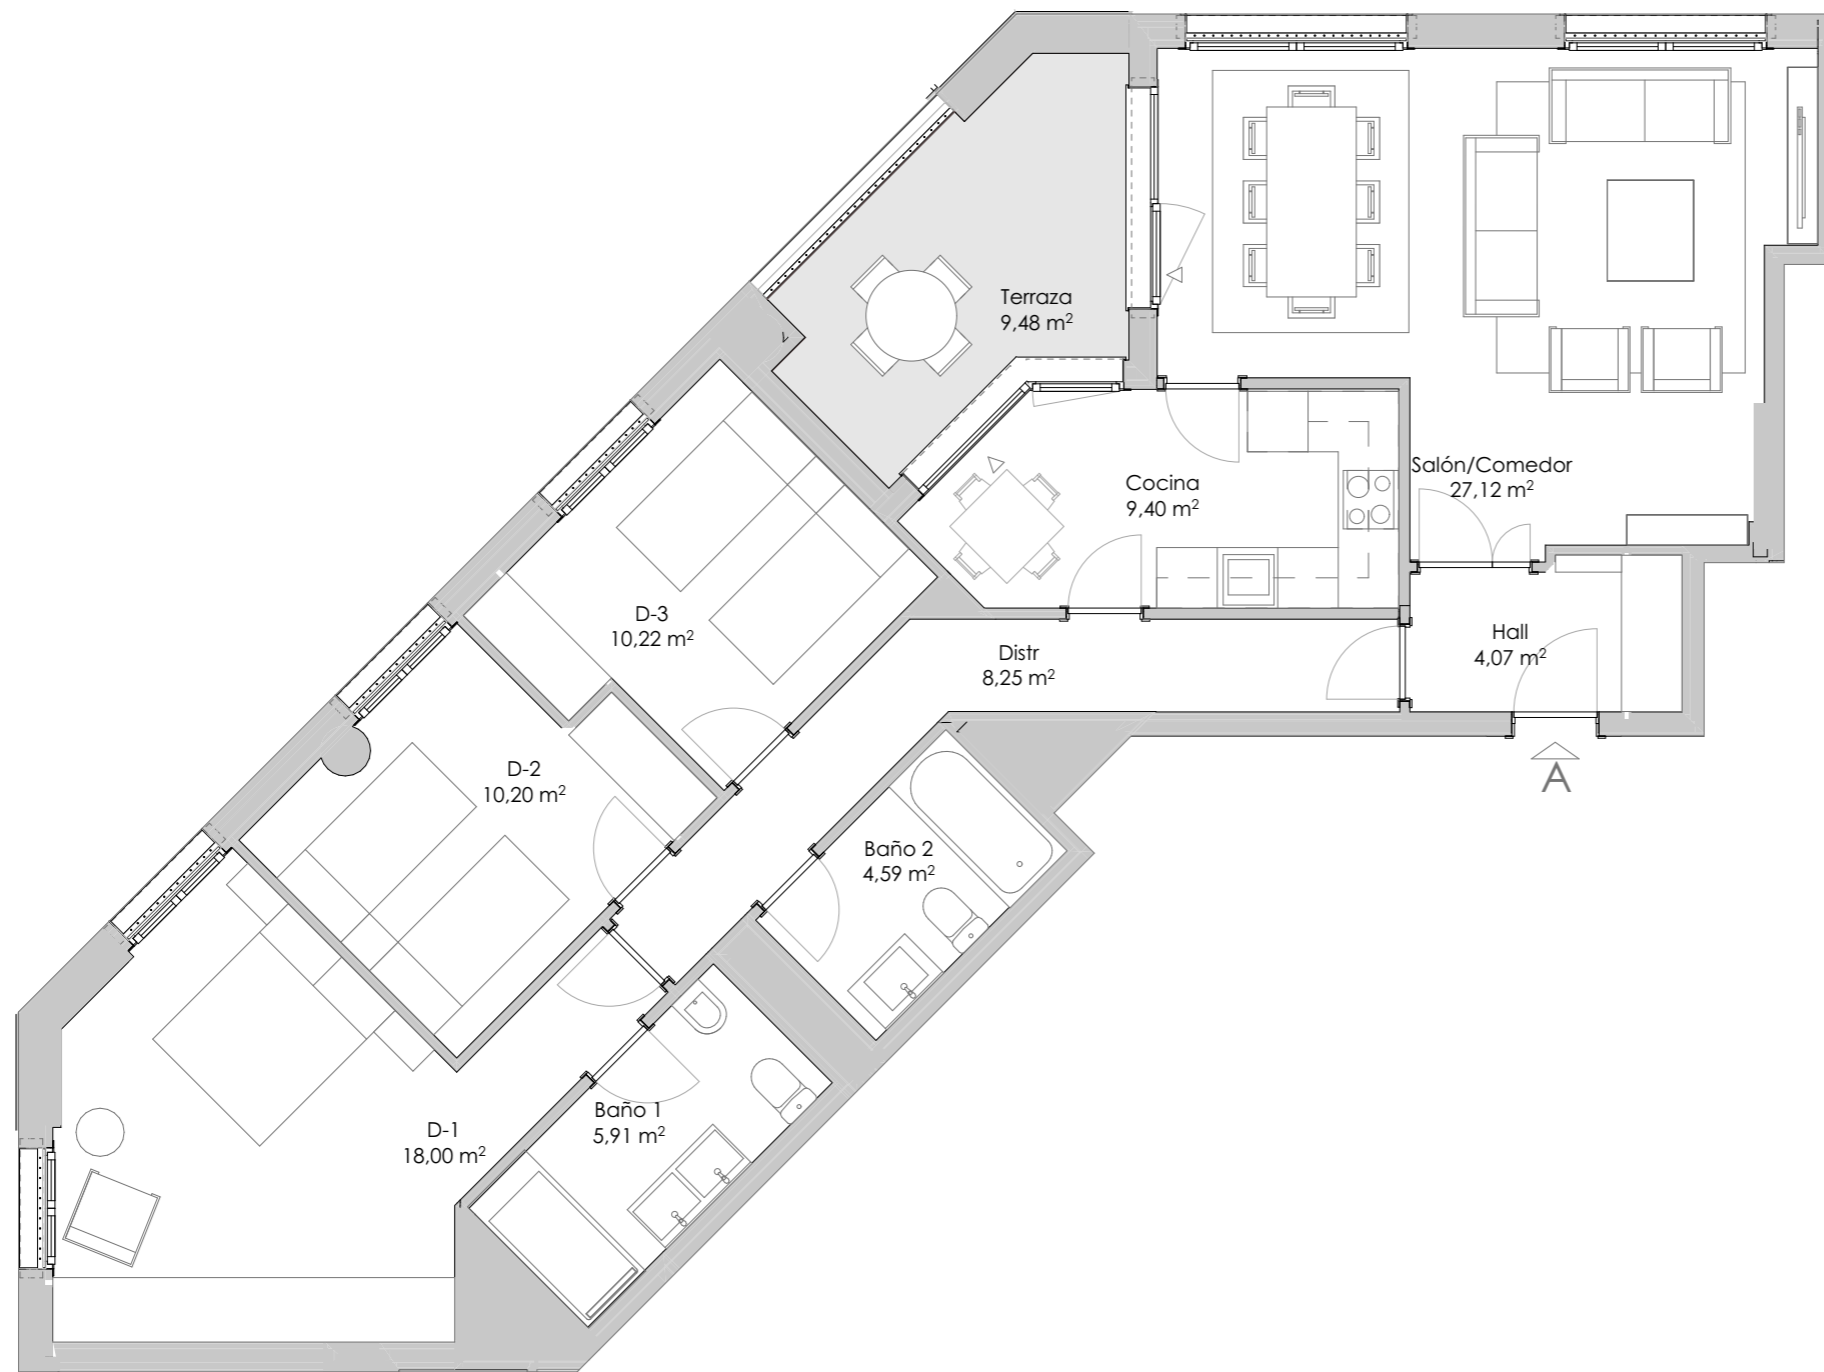 Terraza
9,48 m²
Salón/Comedor
27,12 m²
Cocina
9,40 m²
D-3
10,22 m²
Distr
8,25 m²
Hall
4,07 m²
D-2
10,20 m²
A
Baño 2
4,59 m²
Baño 1
5,91 m²
D-1
18,00 m²